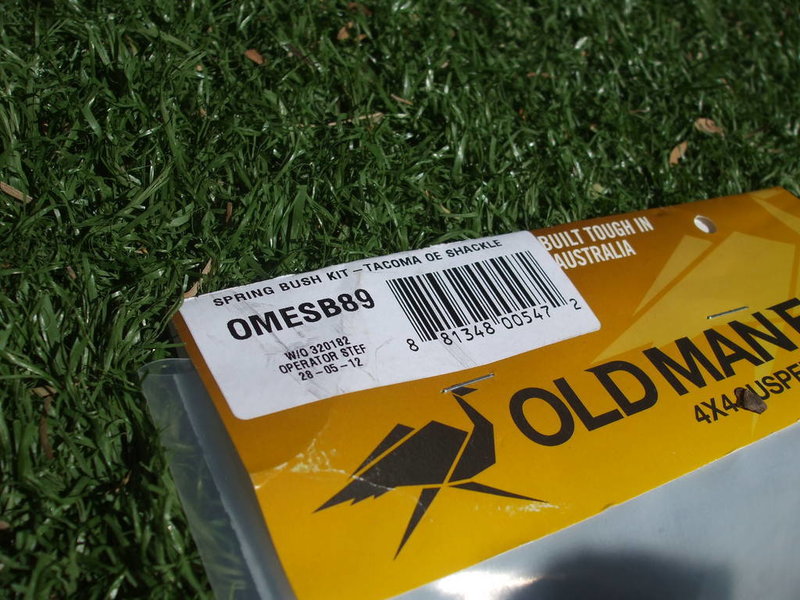 SPRING BUSH KIT - TACOMA OE SHACKLE
OMESB89
W/O 320182
OPERATOR STEF
28-05-12
8 81348 00547 2
BUILT TOUGH IN
AUSTRALIA
OLD MAN
4X4